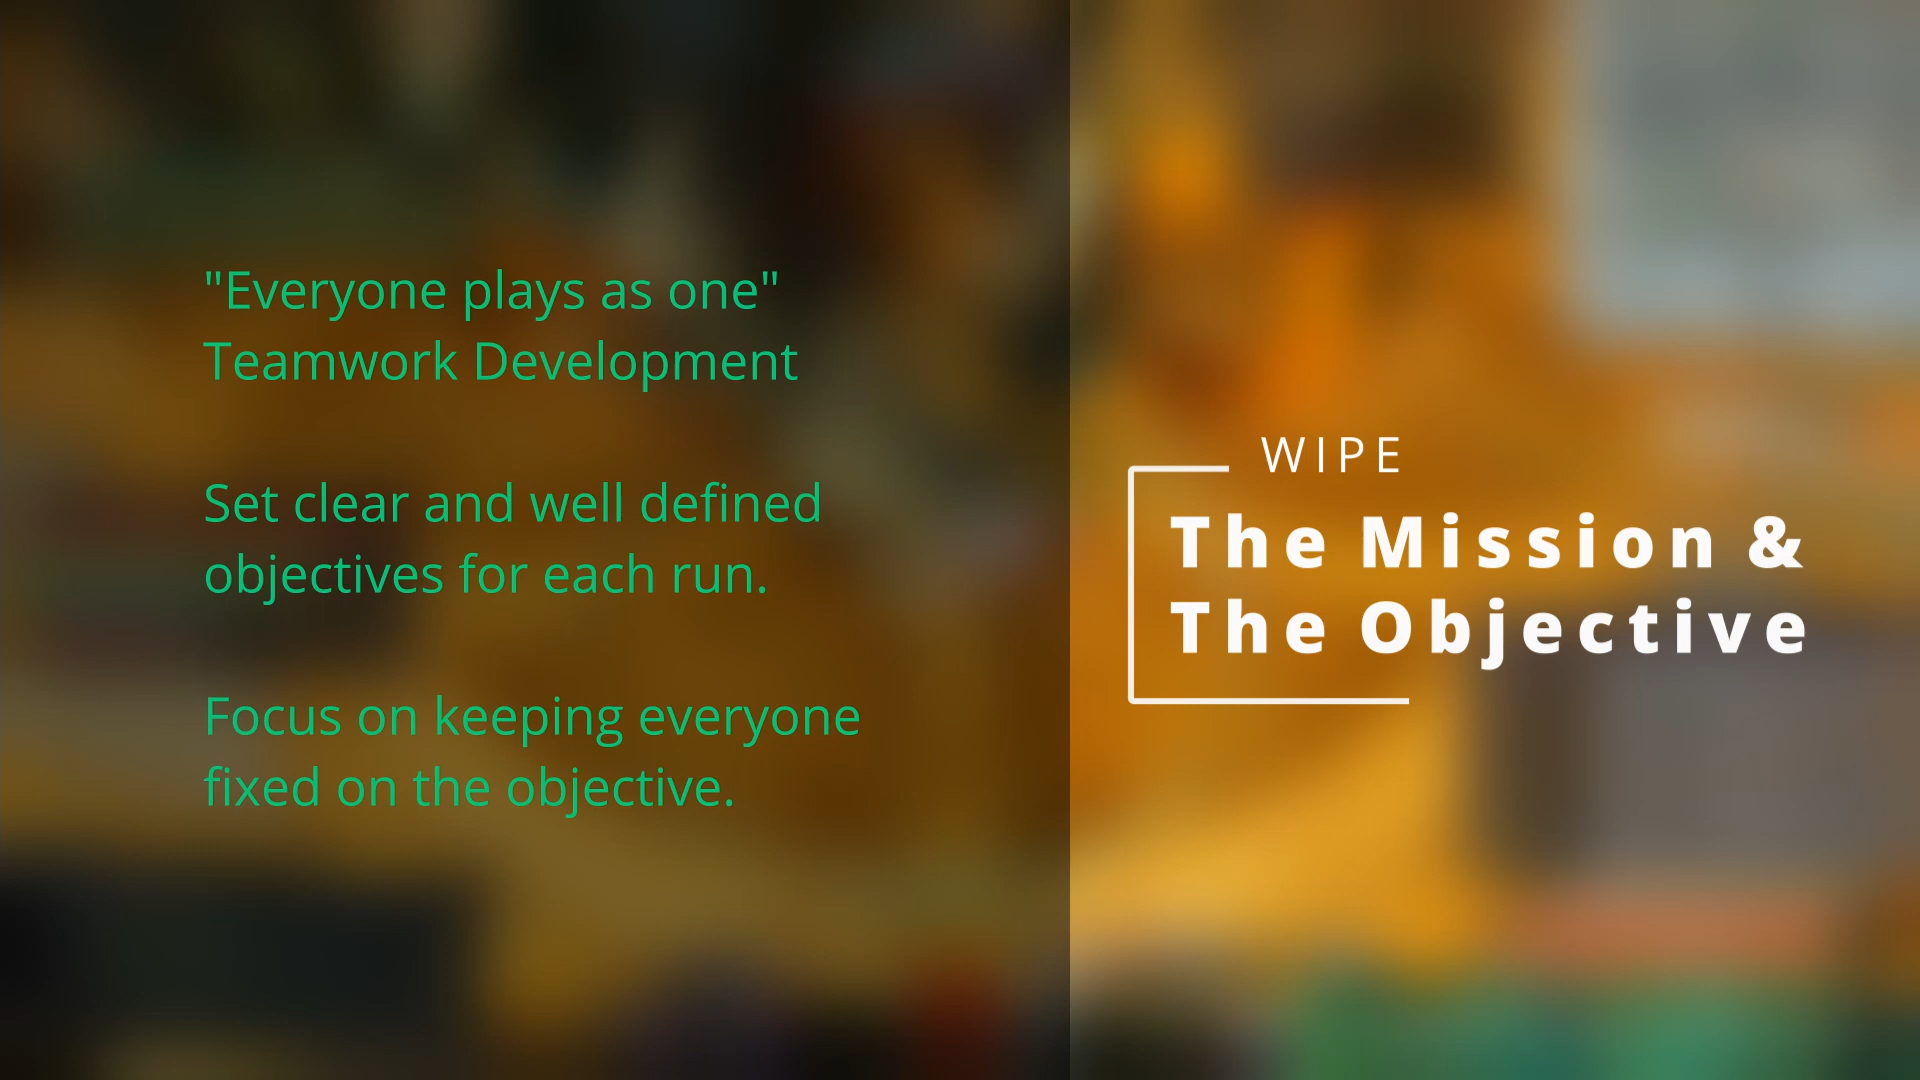 "Everyone plays as one"
Teamwork Development
Set clear and well defined
objectives for each run.
Focus on keeping everyone
fixed on the objective.
WIPE
The Mission &
The Objective